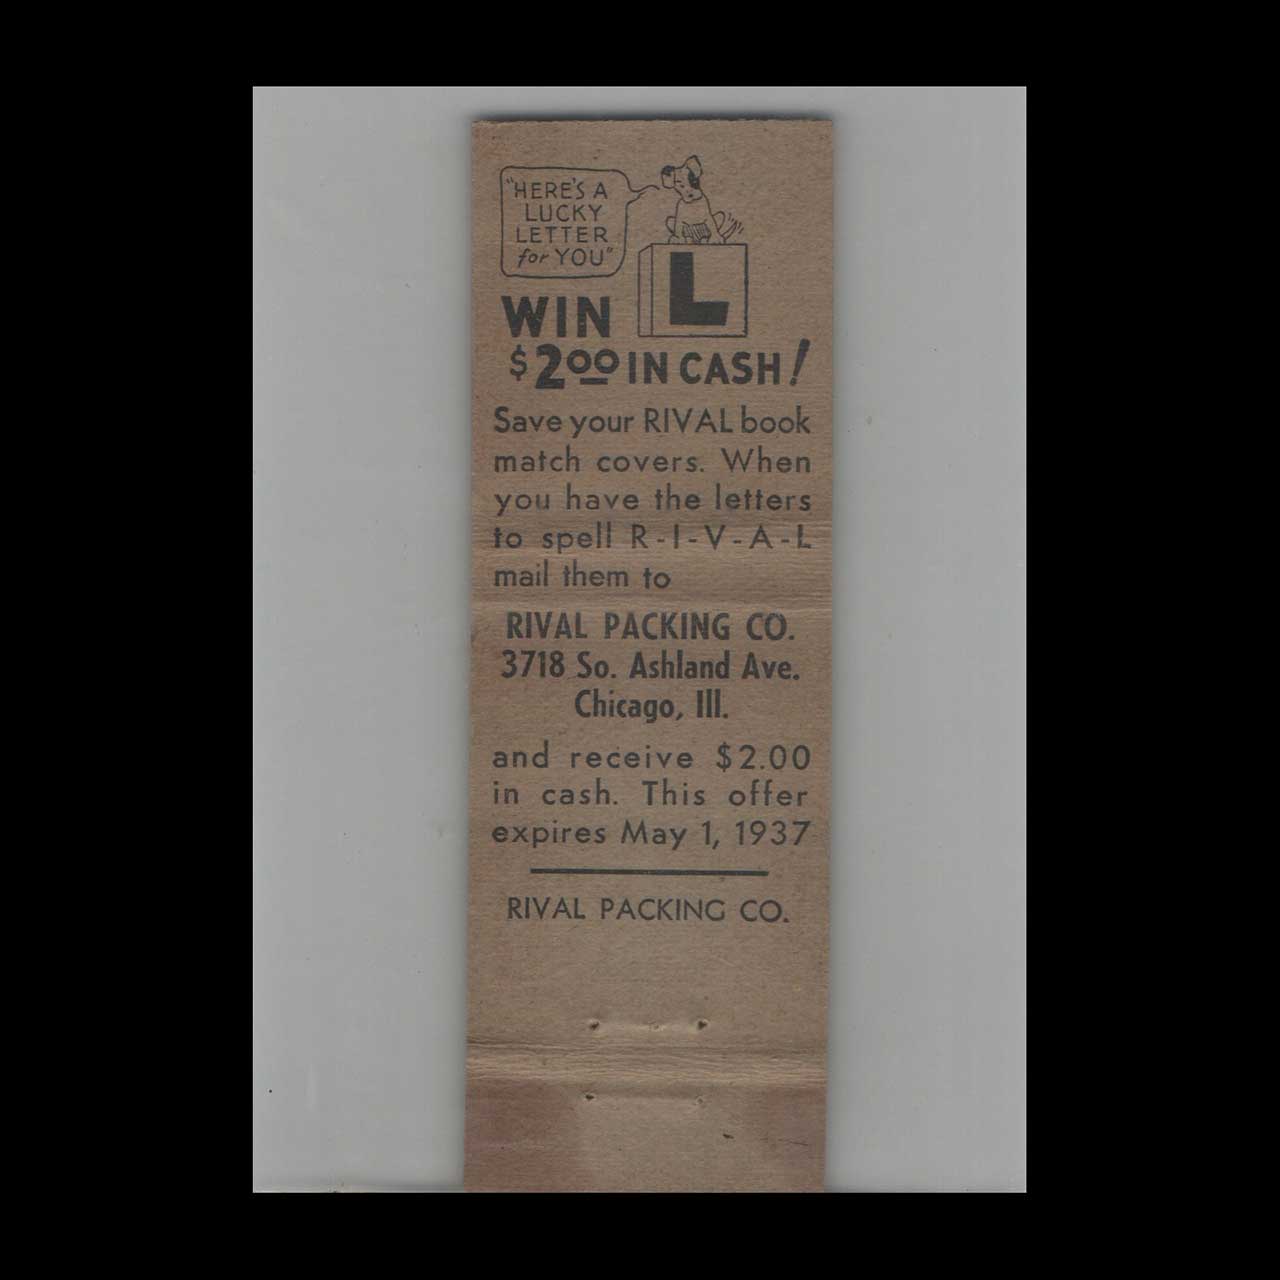 "HERE'S A
LUCKY
LETTER
for YOU"
L
WIN
$2.00 IN CASH!
Save your RIVAL book
match covers. When
you have the letters
to spell R-I-V-A-L
mail them to
RIVAL PACKING CO.
3718 So. Ashland Ave.
Chicago, Ill.
and receive $2.00
in cash. This offer
expires May 1, 1937
RIVAL PACKING CO.